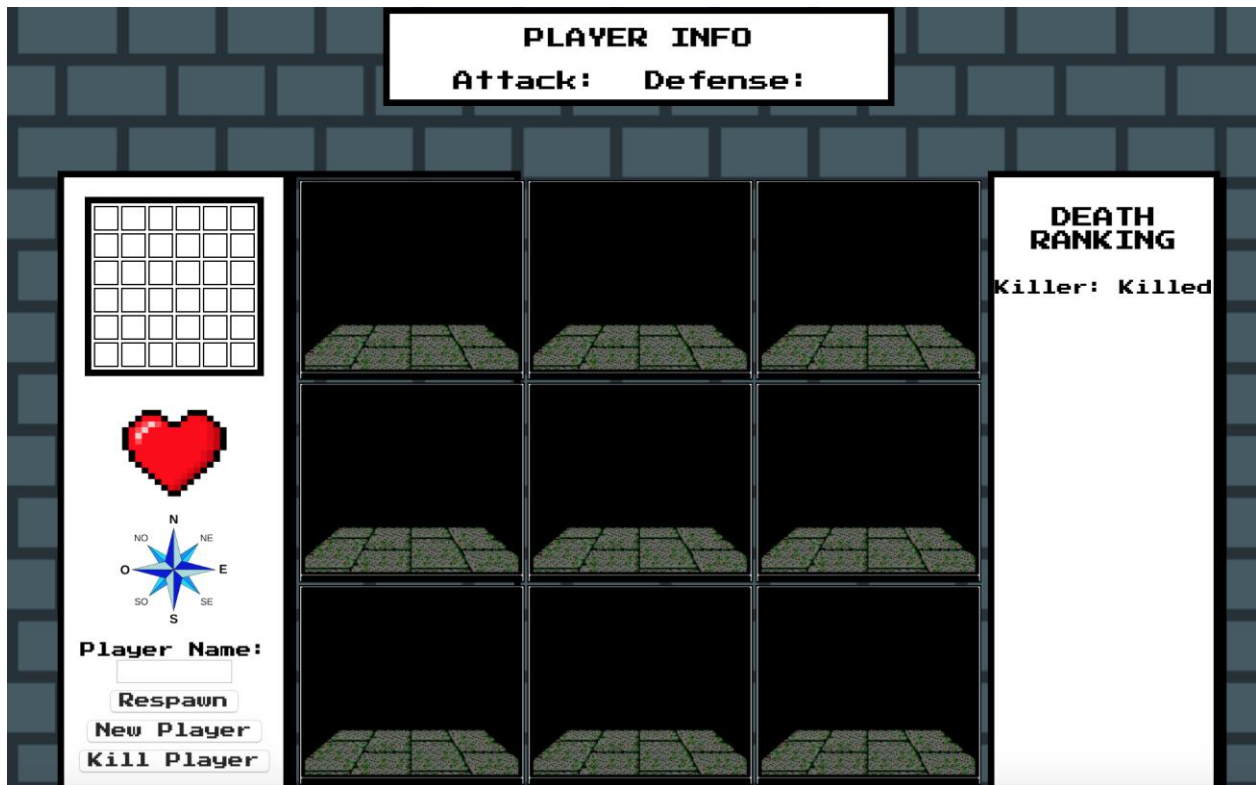 PLAYER INFO
Attack: Defense:
N
NO NE
O E
SO SE
S
Player Name:
Respawn
New Player
Kill Player
DEATH
RANKING
Killer: Killed